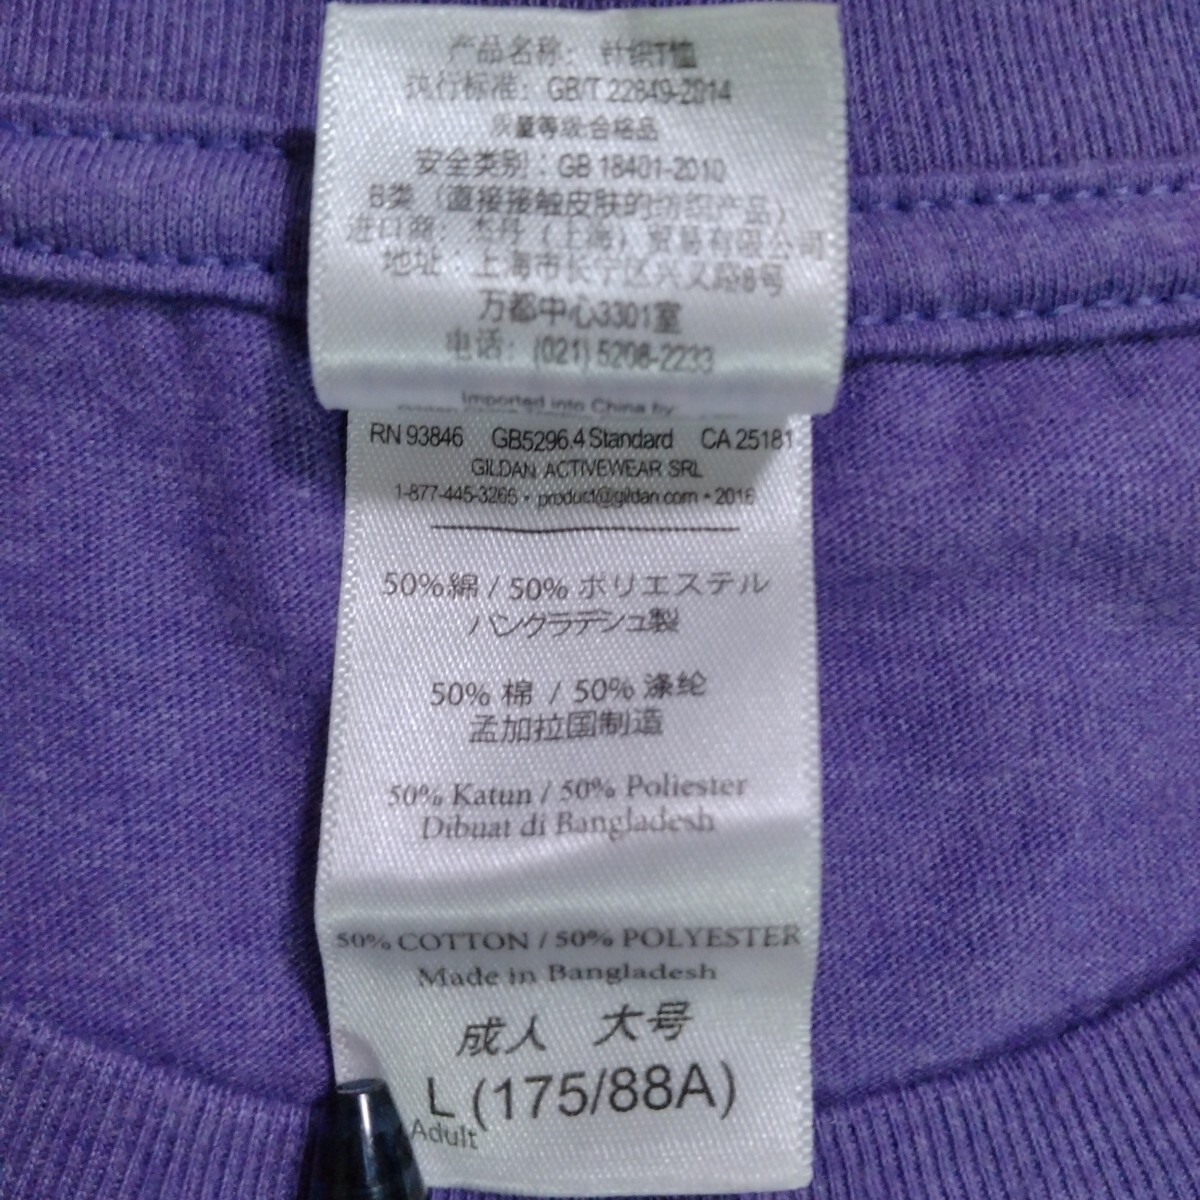 产品名称：针织T恤
执行标准：GB/T 22849-2014
质量等级:合格品
安全类别：GB 18401-2010
B类（直接接触皮肤的纺织产品）
进口商：（上海）贸易有限公司
地址：上海市长宁区兴义路8号
万都中心3301室
电话：(021) 5208-2233
Imported into China by:
RN 93846 GB5296.4 Standard CA 25181
GILDAN ACTIVEWEAR SRL
1-877-445-3265 • product@gildan.com • 2016
50%綿 / 50% ポリエステル
バングラデシュ製
50% 棉 / 50% 涤纶
孟加拉国制造
50% Katun / 50% Poliester
Dibuat di Bangladesh
50% COTTON / 50% POLYESTER
Made in Bangladesh
成人 大号
L (175/88A)
Adult